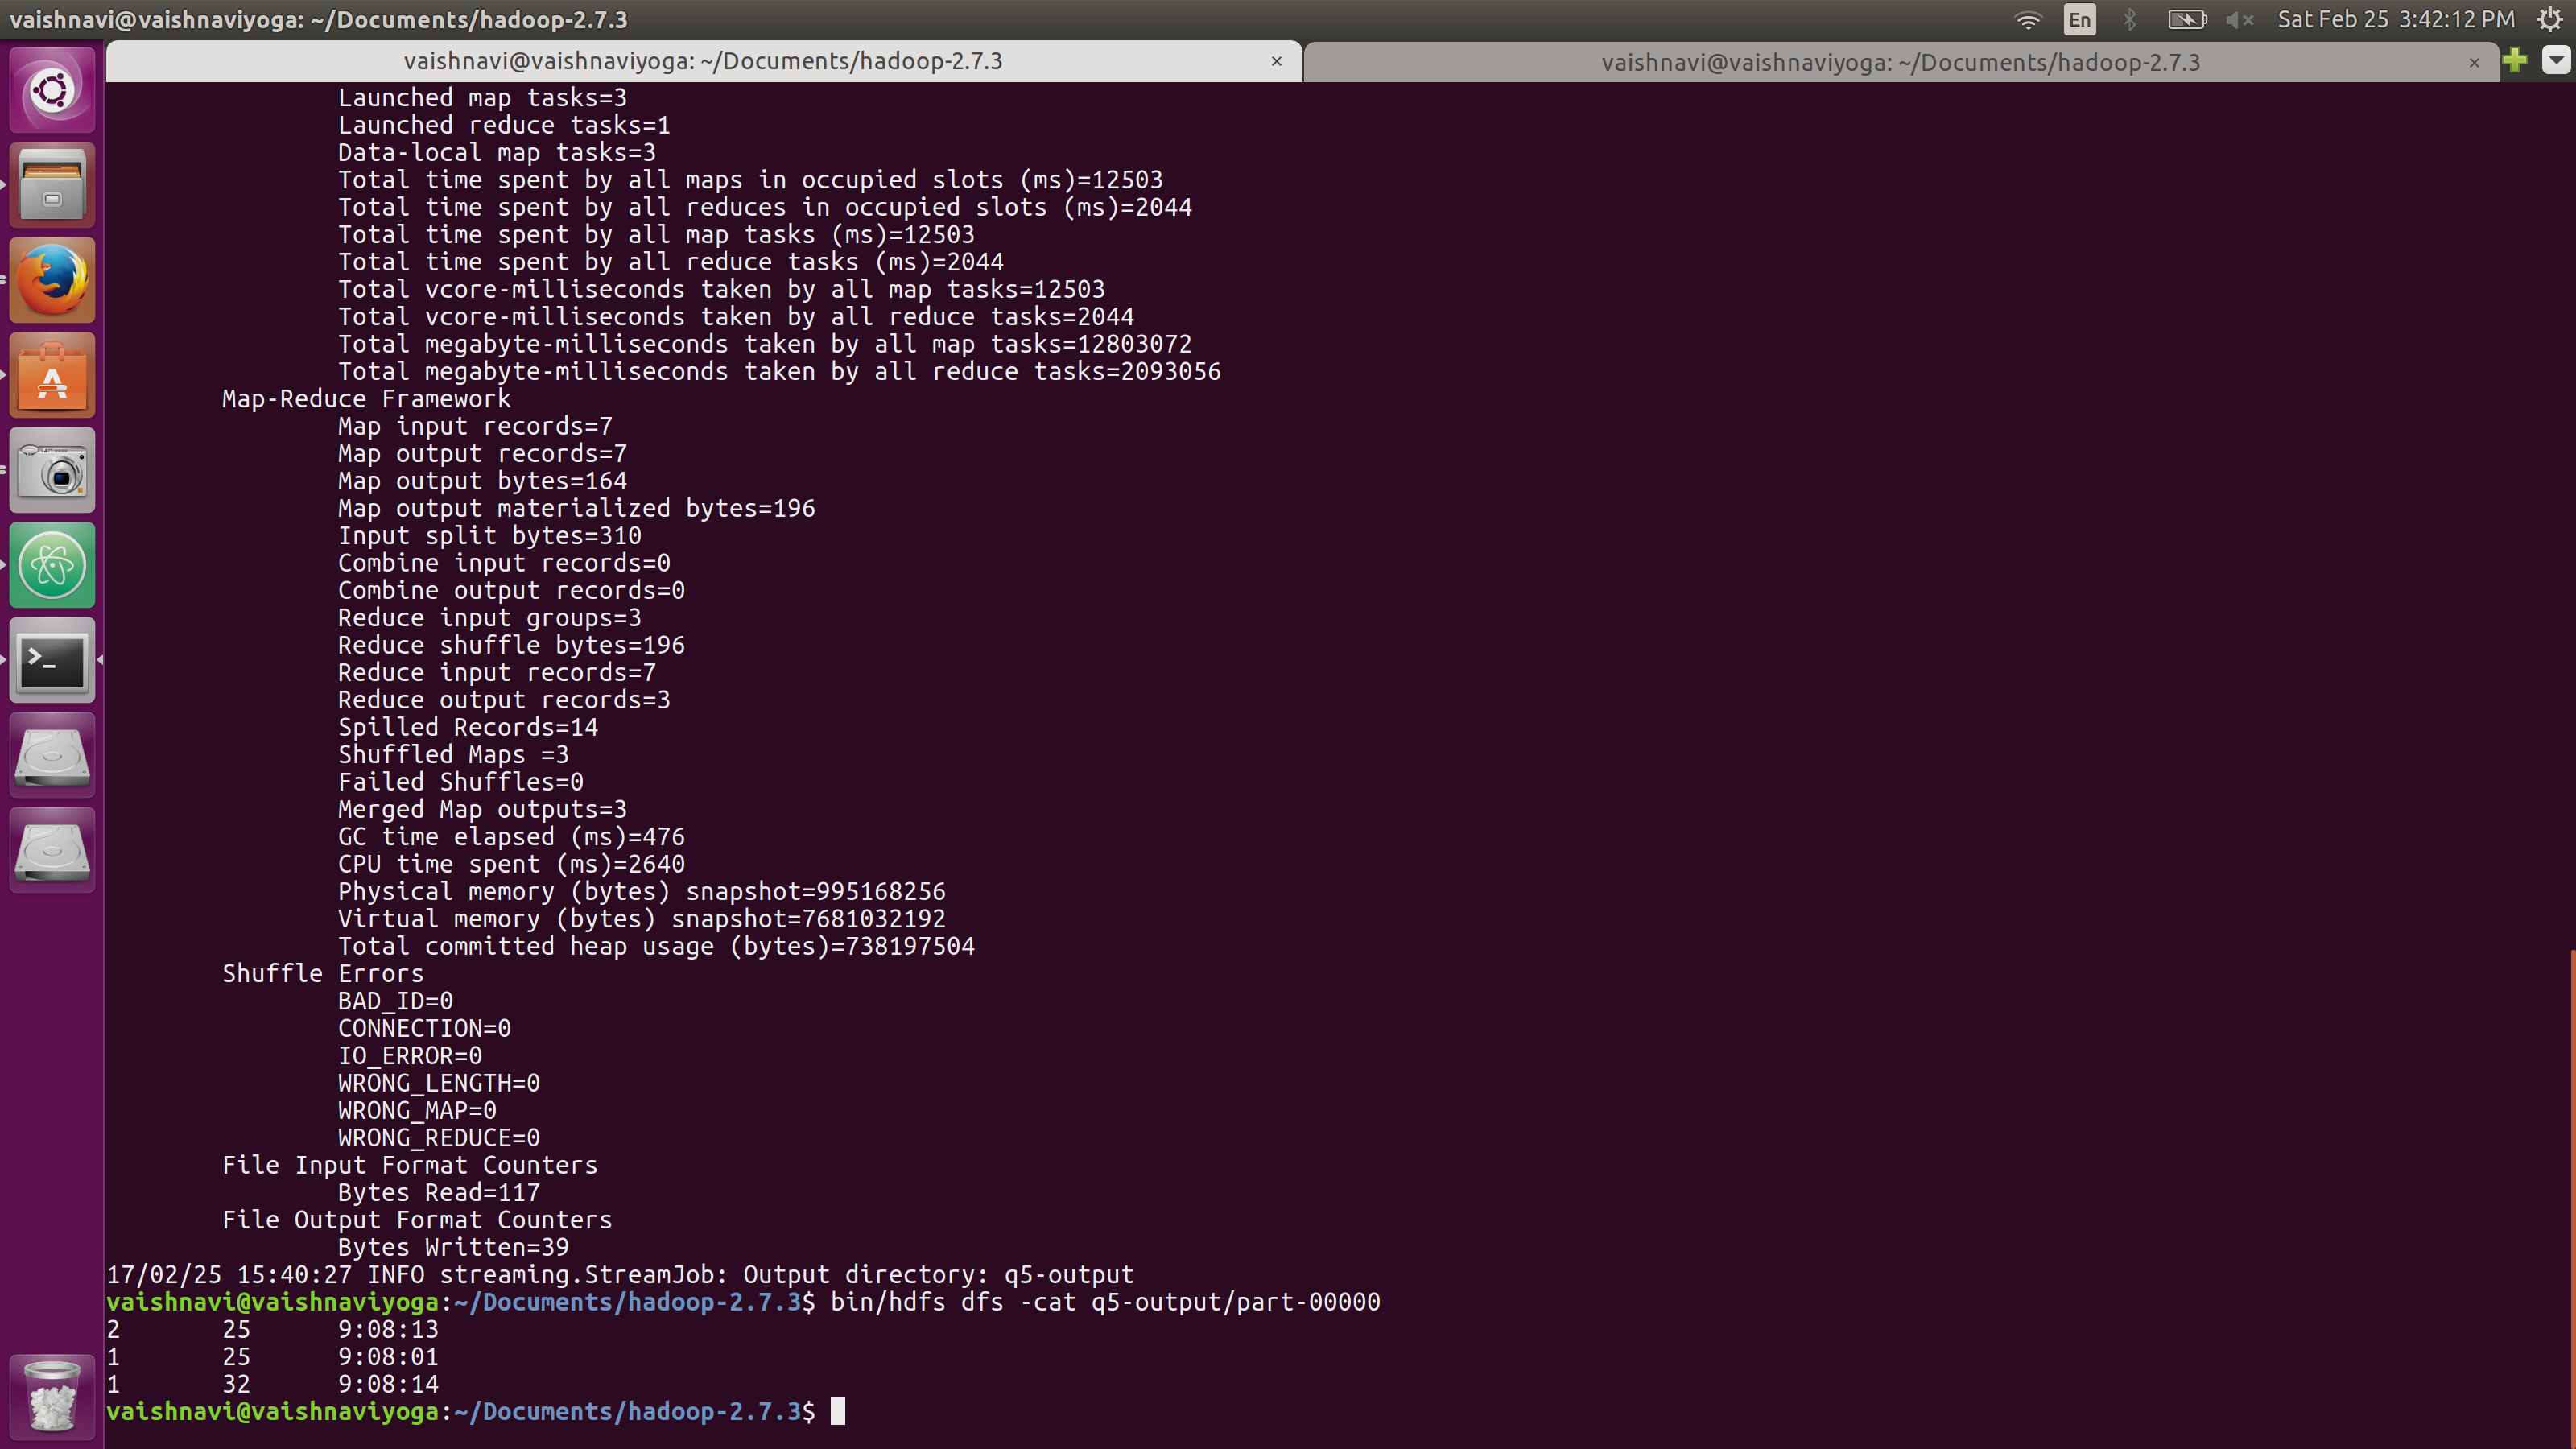 vaishnavi@vaishnaviyoga: ~/Documents/hadoop-2.7.3
En
Sat Feb 25 3:42:12 PM
vaishnavi@vaishnaviyoga: ~/Documents/hadoop-2.7.3 ×
vaishnavi@vaishnaviyoga: ~/Documents/hadoop-2.7.3 ×
Launched map tasks=3
Launched reduce tasks=1
Data-local map tasks=3
Total time spent by all maps in occupied slots (ms)=12503
Total time spent by all reduces in occupied slots (ms)=2044
Total time spent by all map tasks (ms)=12503
Total time spent by all reduce tasks (ms)=2044
Total vcore-milliseconds taken by all map tasks=12503
Total vcore-milliseconds taken by all reduce tasks=2044
Total megabyte-milliseconds taken by all map tasks=12803072
Total megabyte-milliseconds taken by all reduce tasks=2093056
Map-Reduce Framework
Map input records=7
Map output records=7
Map output bytes=164
Map output materialized bytes=196
Input split bytes=310
Combine input records=0
Combine output records=0
Reduce input groups=3
Reduce shuffle bytes=196
Reduce input records=7
Reduce output records=3
Spilled Records=14
Shuffled Maps =3
Failed Shuffles=0
Merged Map outputs=3
GC time elapsed (ms)=476
CPU time spent (ms)=2640
Physical memory (bytes) snapshot=995168256
Virtual memory (bytes) snapshot=7681032192
Total committed heap usage (bytes)=738197504
Shuffle Errors
BAD_ID=0
CONNECTION=0
IO_ERROR=0
WRONG_LENGTH=0
WRONG_MAP=0
WRONG_REDUCE=0
File Input Format Counters
Bytes Read=117
File Output Format Counters
Bytes Written=39
17/02/25 15:40:27 INFO streaming.StreamJob: Output directory: q5-output
vaishnavi@vaishnaviyoga:~/Documents/hadoop-2.7.3$ bin/hdfs dfs -cat q5-output/part-00000
2 25 9:08:13
1 25 9:08:01
1 32 9:08:14
vaishnavi@vaishnaviyoga:~/Documents/hadoop-2.7.3$